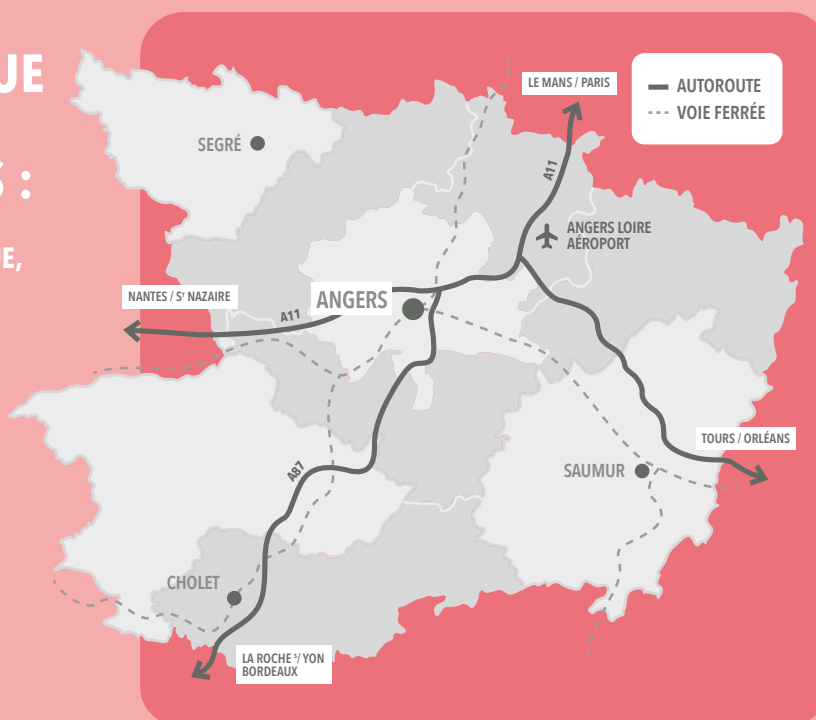 UE
S :
UE,
LE MANS / PARIS
AUTOROUTE
VOIE FERRÉE
SEGRÉ
A11
ANGERS LOIRE
AÉROPORT
NANTES / Sᵗ NAZAIRE
ANGERS
A11
TOURS / ORLÉANS
SAUMUR
A87
CHOLET
LA ROCHE ˢ/ YON
BORDEAUX